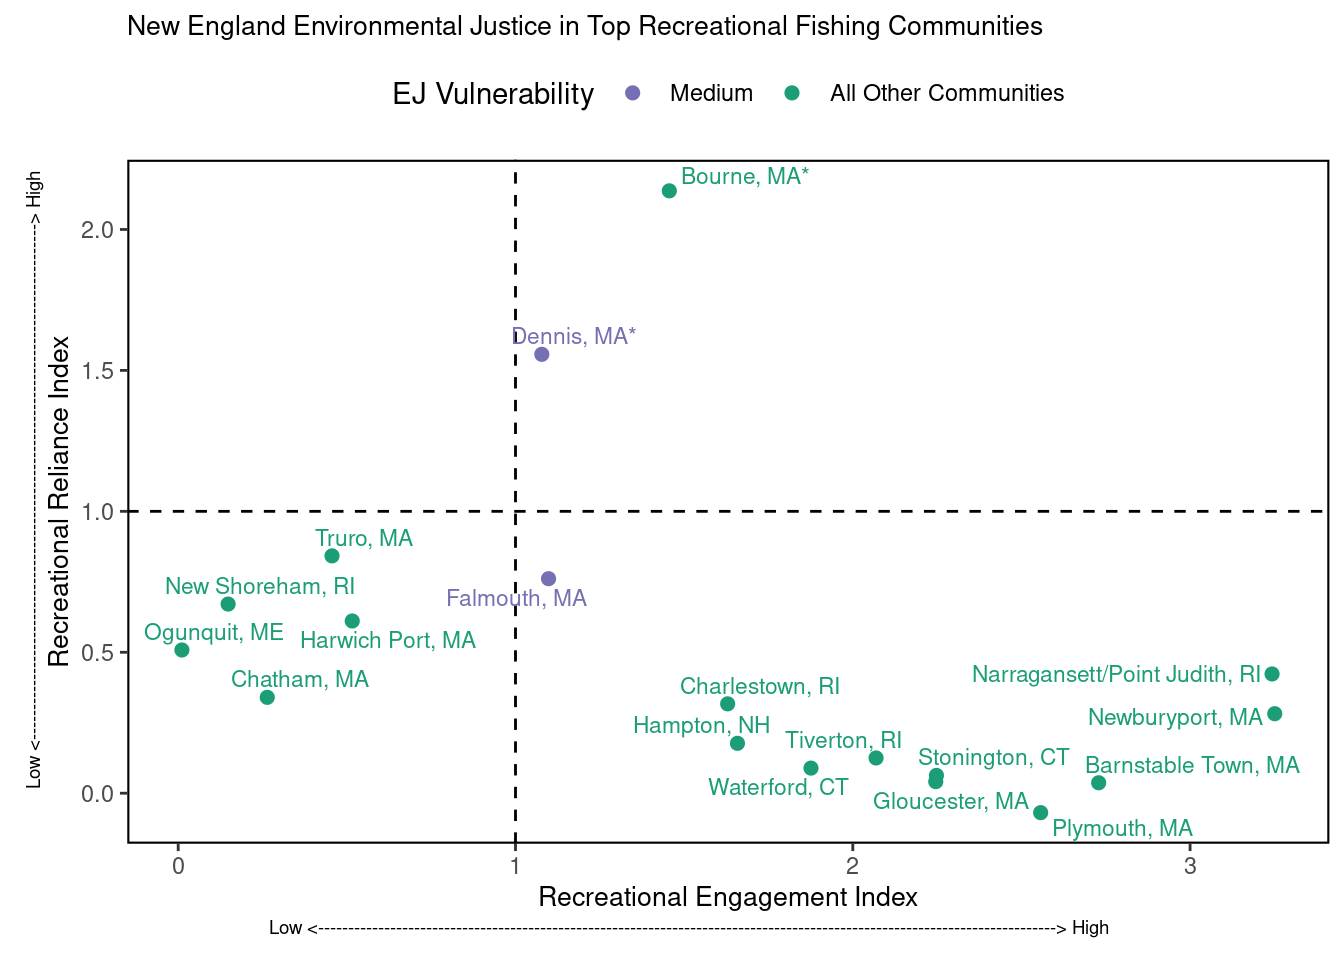 New England Environmental Justice in Top Recreational Fishing Communities
EJ Vulnerability Medium All Other Communities
Low <---------------------------------------------------------------------------> High
Recreational Reliance Index
2.0
1.5
1.0
0.5
0.0
Bourne, MA*
Dennis, MA*
Truro, MA
New Shoreham, RI
Falmouth, MA
Ogunquit, ME
Harwich Port, MA
Chatham, MA
Narragansett/Point Judith, RI
Charlestown, RI
Newburyport, MA
Hampton, NH
Tiverton, RI
Stonington, CT
Barnstable Town, MA
Waterford, CT
Gloucester, MA
Plymouth, MA
0 1 2 3
Recreational Engagement Index
Low <---------------------------------------------------------------------------> High